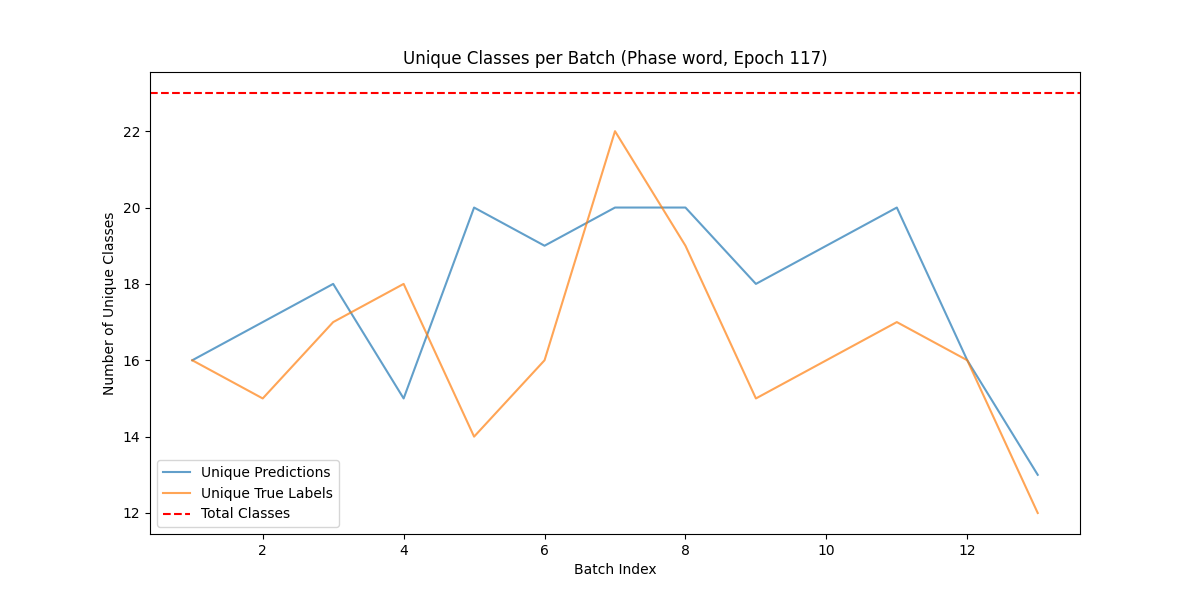 Unique Classes per Batch (Phase word, Epoch 117)
Number of Unique Classes
22
20
18
16
14
12
Unique Predictions
Unique True Labels
Total Classes
2 4 6 8 10 12
Batch Index